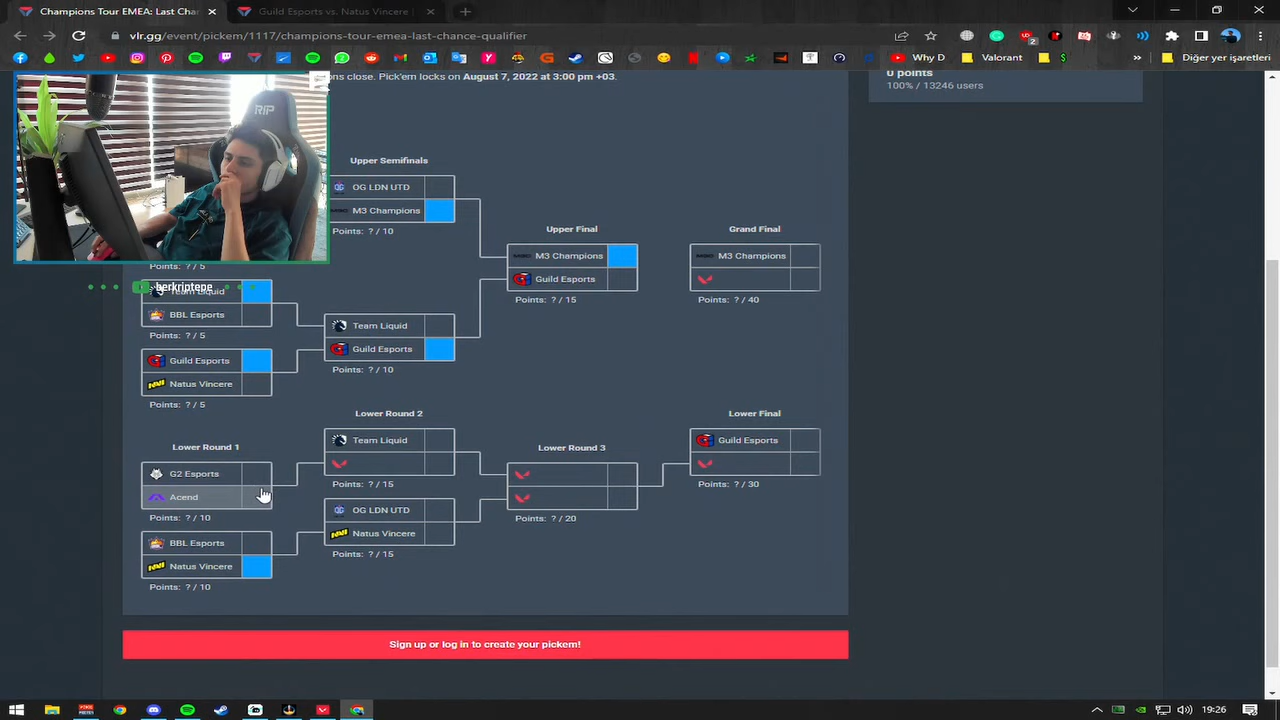 Champions Tour EMEA: Last Chan
Guild Esports vs. Natus Vincere |
vlr.gg/event/pickem/1117/champions-tour-emea-last-chance-qualifier
Why D
Valorant
$
Diğer yer işaretleri
ns close. Pick'em locks on August 7, 2022 at 3:00 pm +03.
0 points
100% / 13246 users
RIP
Upper Semifinals
OG LDN UTD
M3 Champions
Points: ? / 10
Upper Final
M3 Champions
Guild Esports
Points: ? / 15
Grand Final
M3 Champions
Points: ? / 40
Points: ? / 5
berkriptepe
Team Liquid
BBL Esports
Points: ? / 5
Team Liquid
Guild Esports
Points: ? / 10
Guild Esports
Natus Vincere
Points: ? / 5
Lower Round 1
G2 Esports
Acend
Points: ? / 10
BBL Esports
Natus Vincere
Points: ? / 10
Lower Round 2
Team Liquid
Points: ? / 15
OG LDN UTD
Natus Vincere
Points: ? / 15
Lower Round 3
Points: ? / 20
Lower Final
Guild Esports
Points: ? / 30
Sign up or log in to create your pickem!
19:26